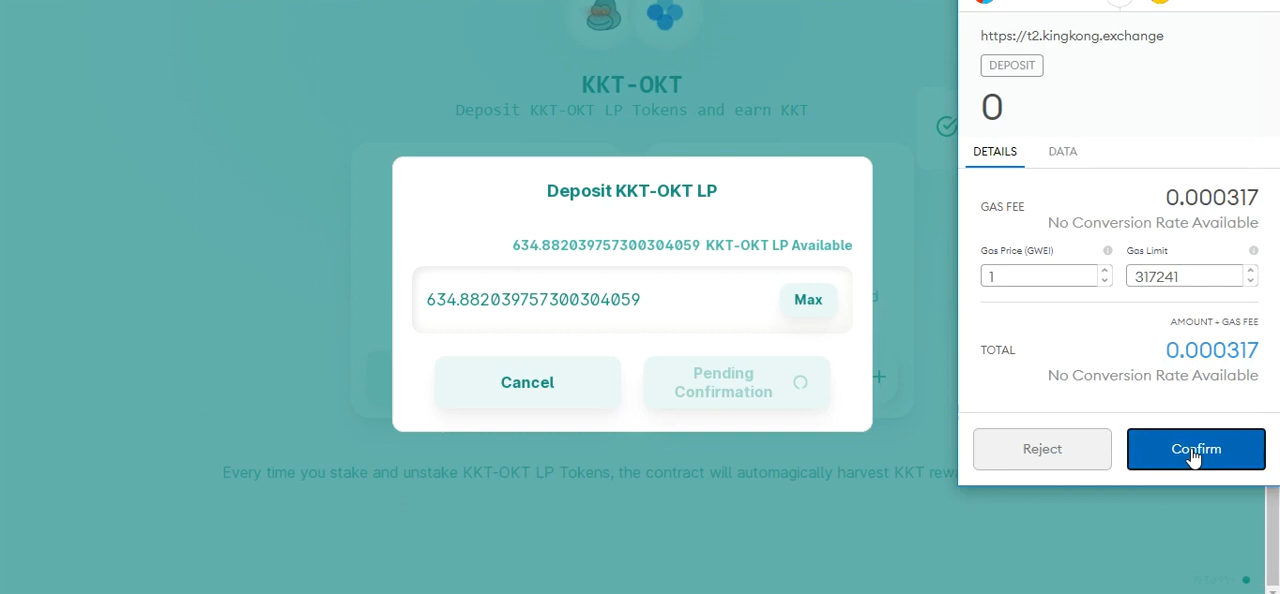 KKT-OKT
Deposit KKT-OKT LP Tokens and earn KKT
Deposit KKT-OKT LP
634.882039757300304059 KKT-OKT LP Available
634.882039757300304059
Max
Cancel
Pending
Confirmation
Every time you stake and unstake KKT-OKT LP Tokens, the contract will automagically harvest KKT
https://t2.kingkong.exchange
DEPOSIT
0
DETAILS DATA
GAS FEE 0.000317
No Conversion Rate Available
Gas Price (GWEI) Gas Limit
1 317241
AMOUNT + GAS FEE
TOTAL 0.000317
No Conversion Rate Available
Reject Confirm